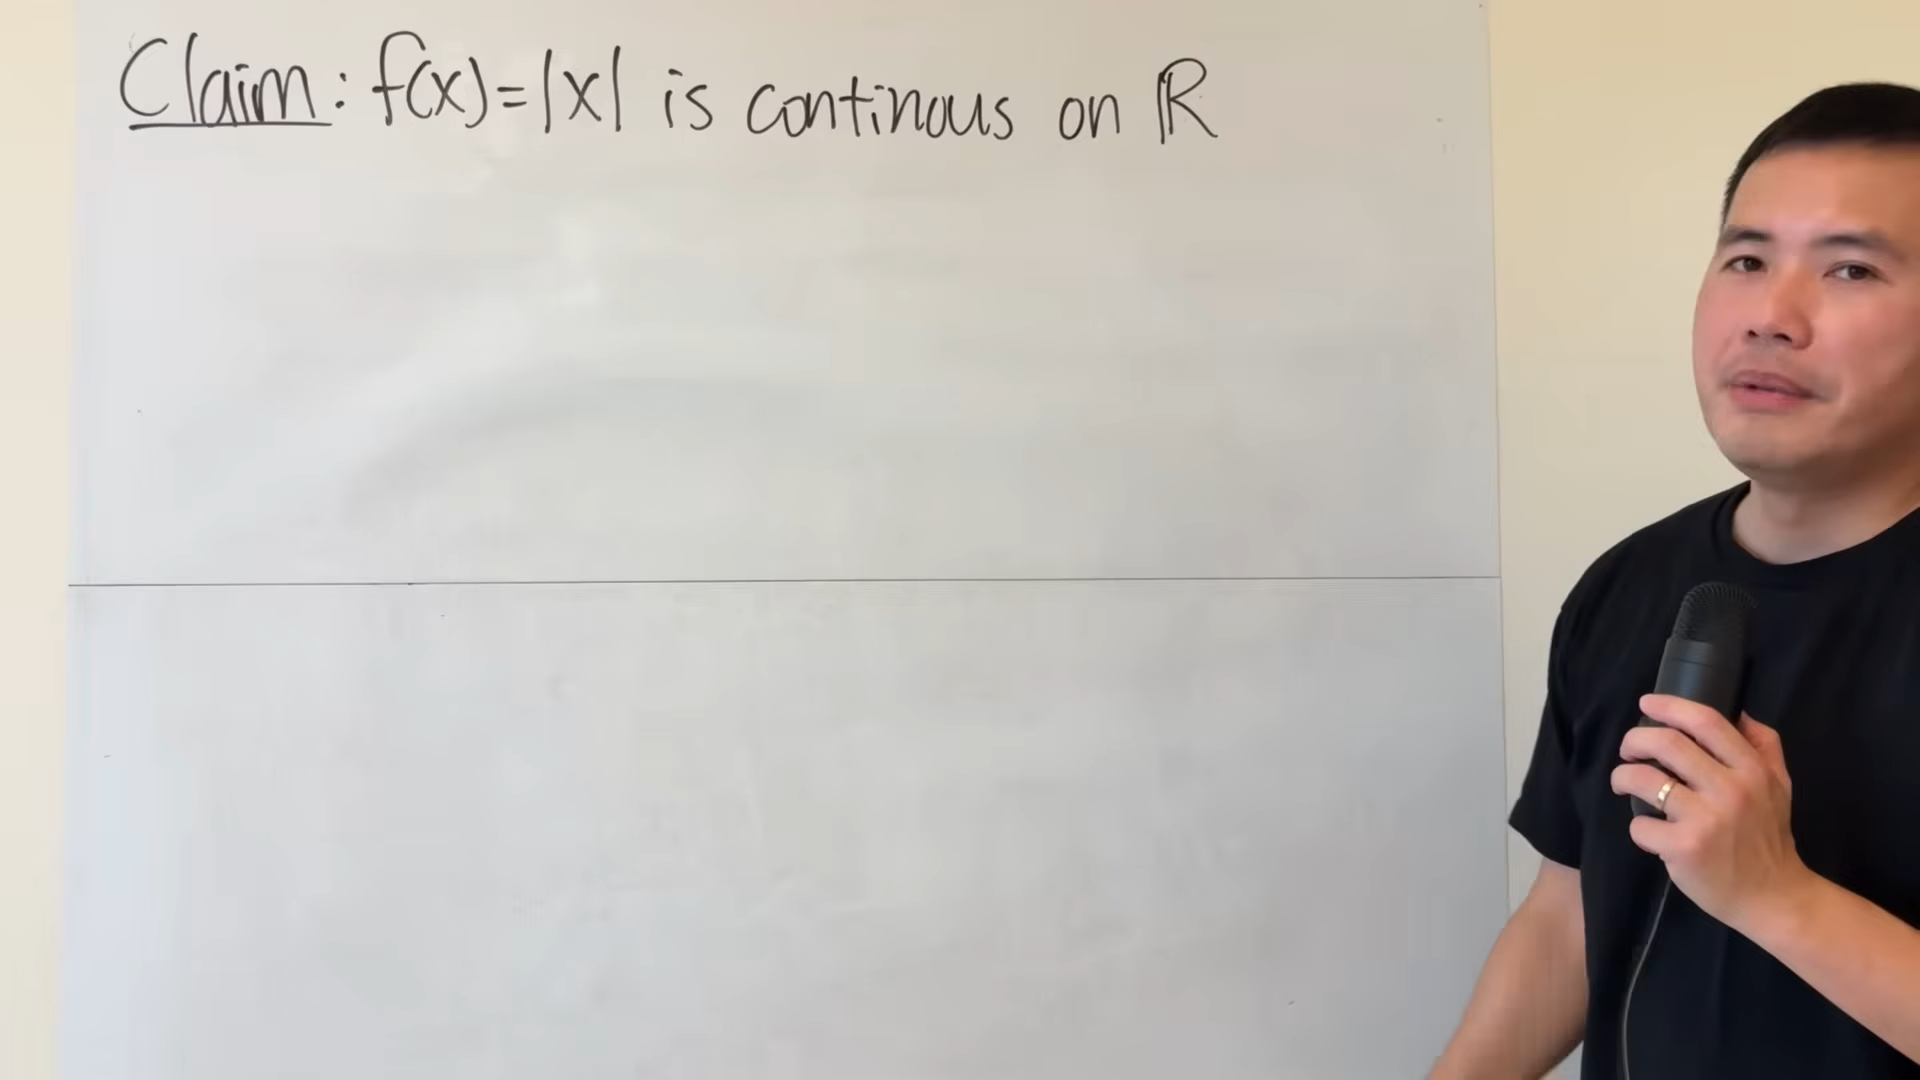 Claim: f(x)=|x| is continous on ℝ